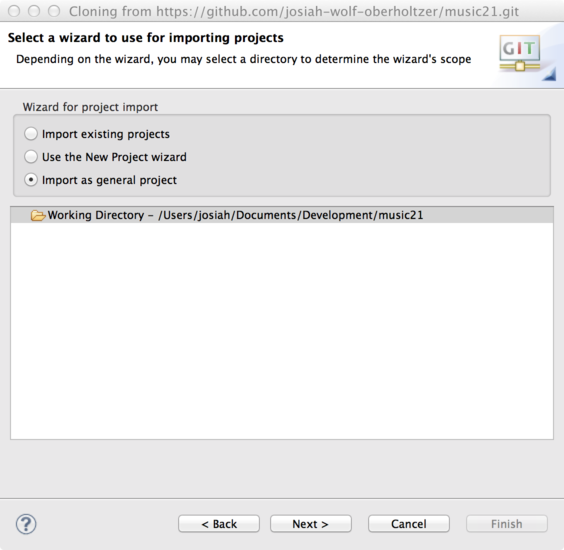 Cloning from https://github.com/josiah-wolf-oberholtzer/music21.git
Select a wizard to use for importing projects
Depending on the wizard, you may select a directory to determine the wizard's scope
GIT
Wizard for project import
Import existing projects
Use the New Project wizard
Import as general project
Working Directory – /Users/josiah/Documents/Development/music21
?
< Back Next > Cancel Finish